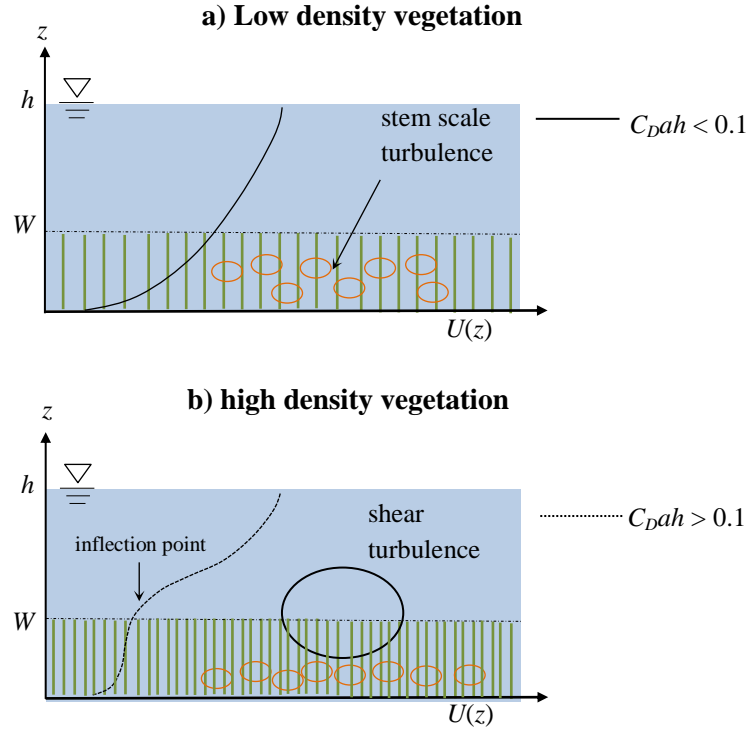 a) Low density vegetation
z
h
stem scale
turbulence
C_Dah < 0.1
W
U(z)
b) high density vegetation
z
h
shear
turbulence
C_Dah > 0.1
inflection point
W
U(z)